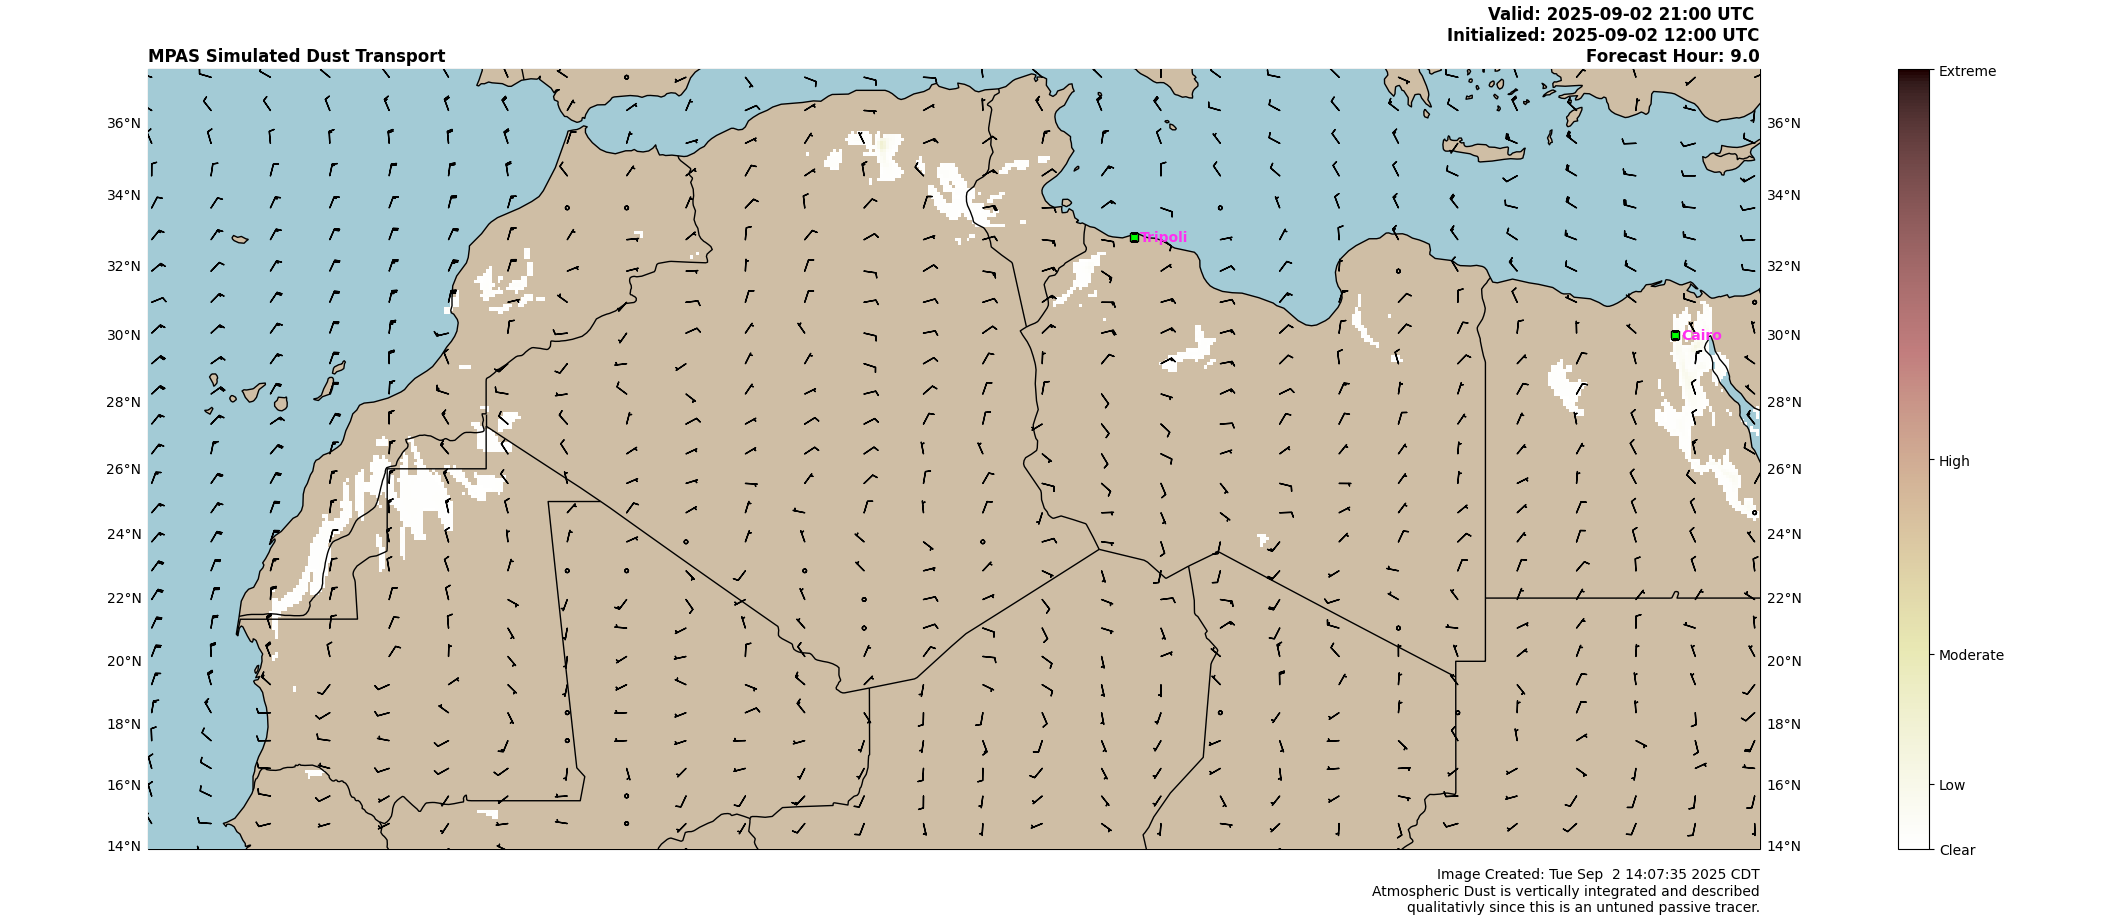 Valid: 2025-09-02 21:00 UTC
Initialized: 2025-09-02 12:00 UTC
MPAS Simulated Dust Transport
Forecast Hour: 9.0
Extreme
36°N
36°N
34°N
34°N
Tripoli
32°N
32°N
30°N
Cairo
30°N
28°N
28°N
26°N
26°N
High
24°N
24°N
22°N
22°N
20°N
20°N
Moderate
18°N
18°N
16°N
16°N
Low
14°N
14°N
Clear
Image Created: Tue Sep  2 14:07:35 2025 CDT
Atmospheric Dust is vertically integrated and described
qualitativly since this is an untuned passive tracer.